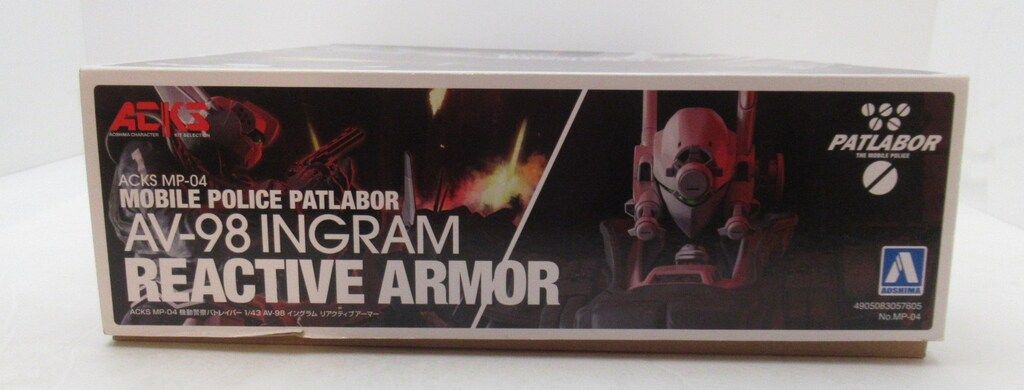 ACKS
AOSHIMA CHARACTER KIT SELECTION
ACKS MP-04
MOBILE POLICE PATLABOR
AV-98 INGRAM
REACTIVE ARMOR
ACKS MP-04 機動警察パトレイバー 1/43 AV-98 イングラム リアクティブアーマー
PATLABOR
THE MOBILE POLICE
AOSHIMA
4905083057605
No.MP-04